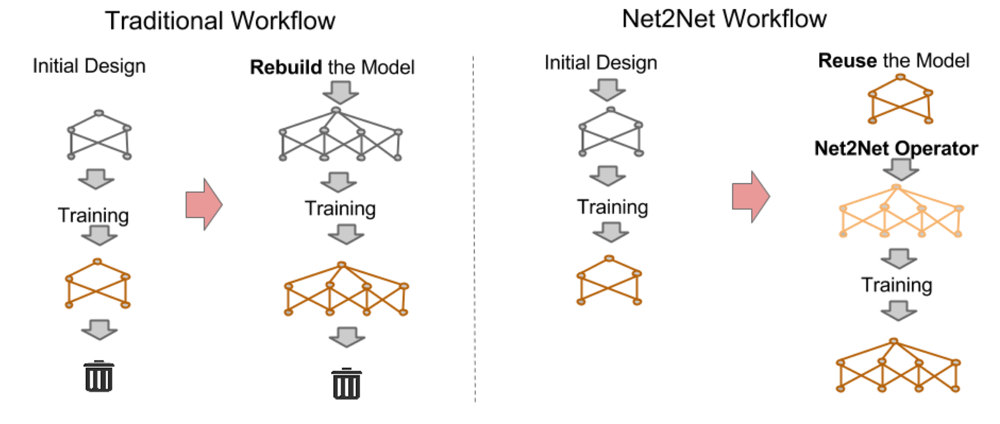 Traditional Workflow
Initial Design
Training
Rebuild the Model
Training
Net2Net Workflow
Initial Design
Training
Reuse the Model
Net2Net Operator
Training